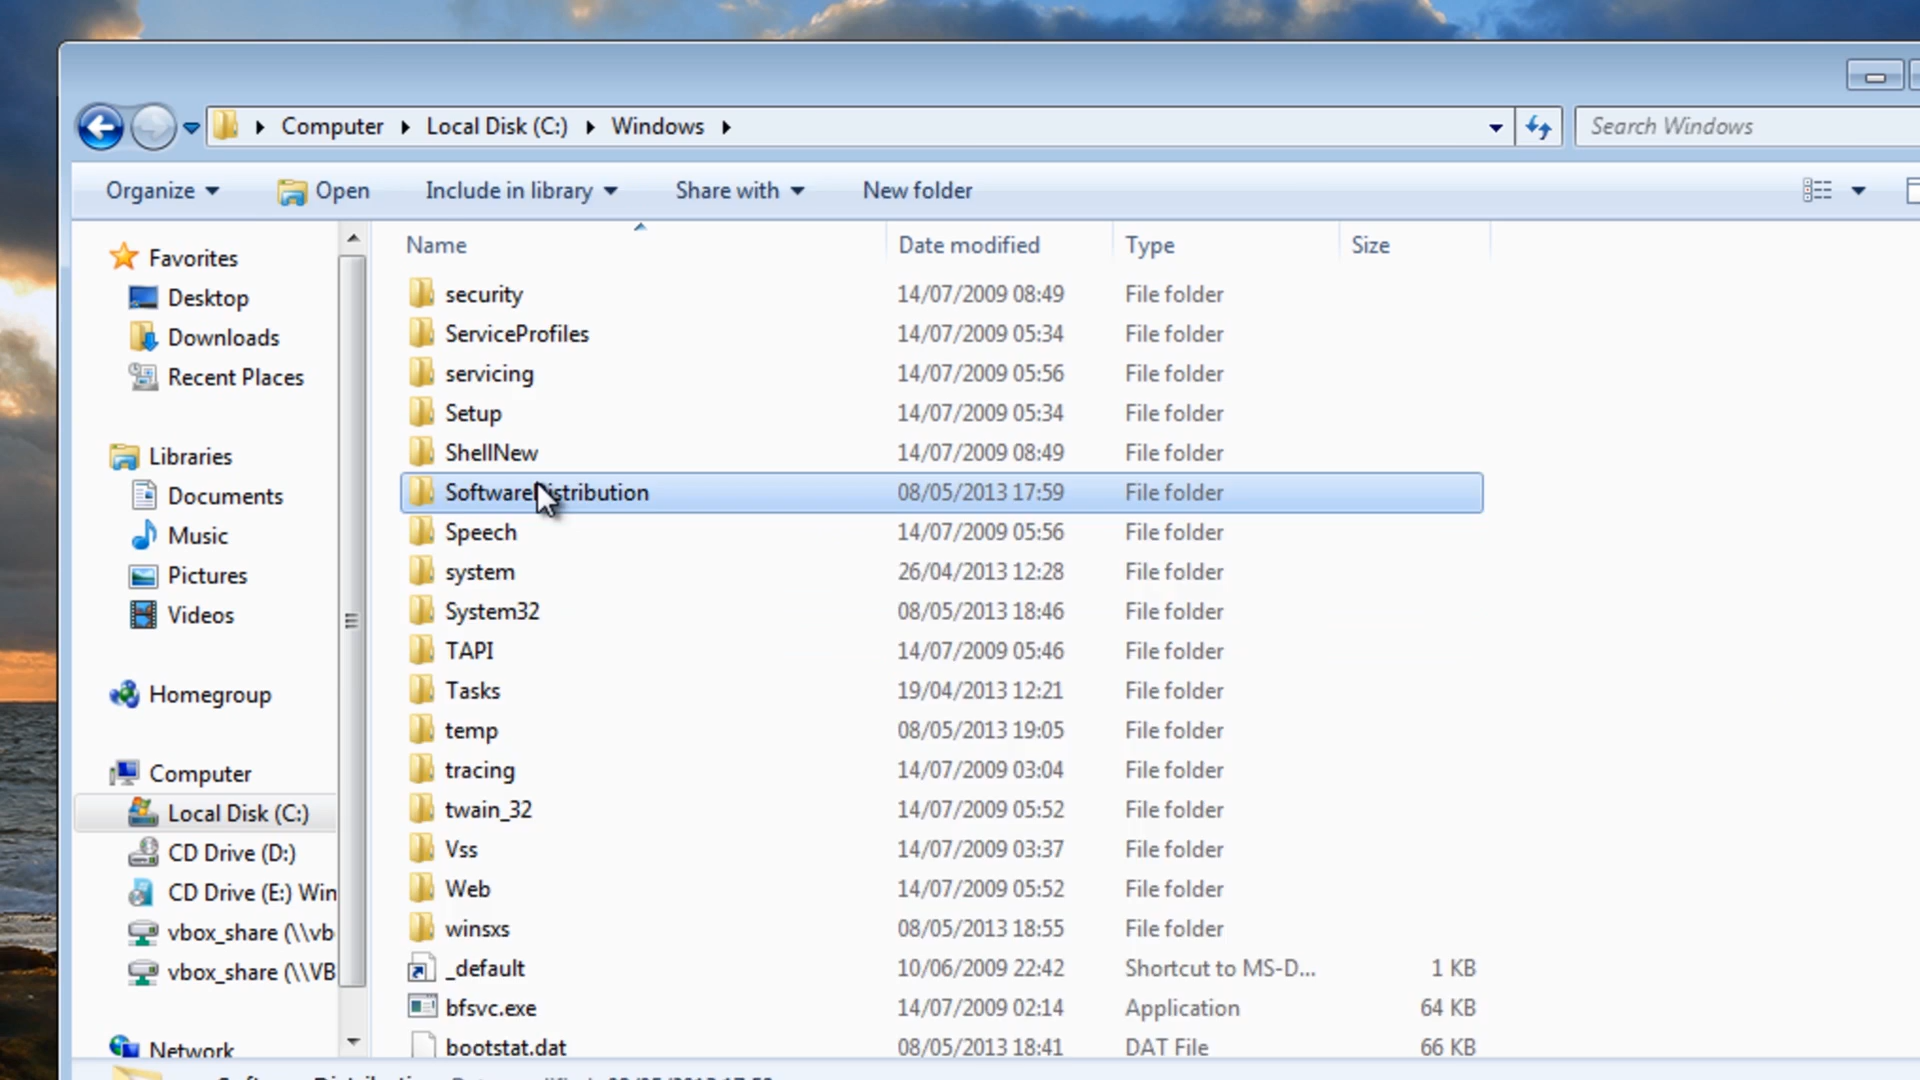 Computer Local Disk (C:) Windows Search Windows
Organize Open Include in library Share with New folder
Favorites
Desktop
Downloads
Recent Places
Libraries
Documents
Music
Pictures
Videos
Homegroup
Computer
Local Disk (C:)
CD Drive (D:)
CD Drive (E:) Win
vbox_share (\\vb
vbox_share (\\VB
Network
Name Date modified Type Size
security 14/07/2009 08:49 File folder
ServiceProfiles 14/07/2009 05:34 File folder
servicing 14/07/2009 05:56 File folder
Setup 14/07/2009 05:34 File folder
ShellNew 14/07/2009 08:49 File folder
SoftwareDistribution 08/05/2013 17:59 File folder
Speech 14/07/2009 05:56 File folder
system 26/04/2013 12:28 File folder
System32 08/05/2013 18:46 File folder
TAPI 14/07/2009 05:46 File folder
Tasks 19/04/2013 12:21 File folder
temp 08/05/2013 19:05 File folder
tracing 14/07/2009 03:04 File folder
twain_32 14/07/2009 05:52 File folder
Vss 14/07/2009 03:37 File folder
Web 14/07/2009 05:52 File folder
winsxs 08/05/2013 18:55 File folder
_default 10/06/2009 22:42 Shortcut to MS-D... 1 KB
bfsvc.exe 14/07/2009 02:14 Application 64 KB
bootstat.dat 08/05/2013 18:41 DAT File 66 KB